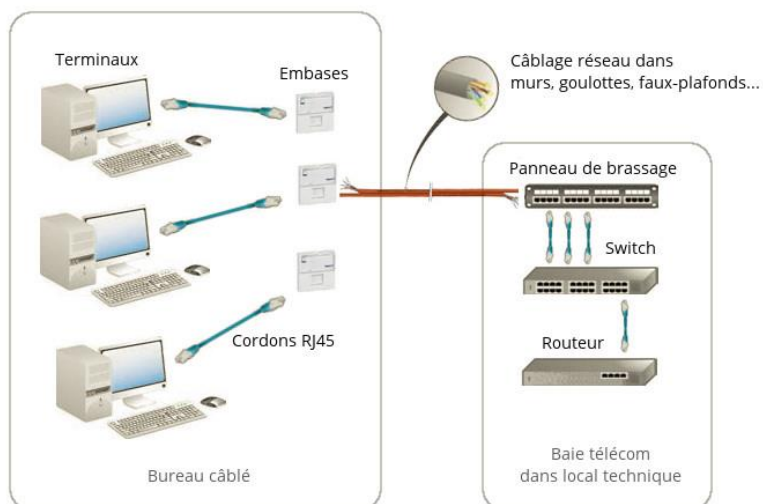 Terminaux
Embases
Câblage réseau dans
murs, goulottes, faux-plafonds...
Panneau de brassage
Switch
Cordons RJ45
Routeur
Bureau câblé
Baie télécom
dans local technique